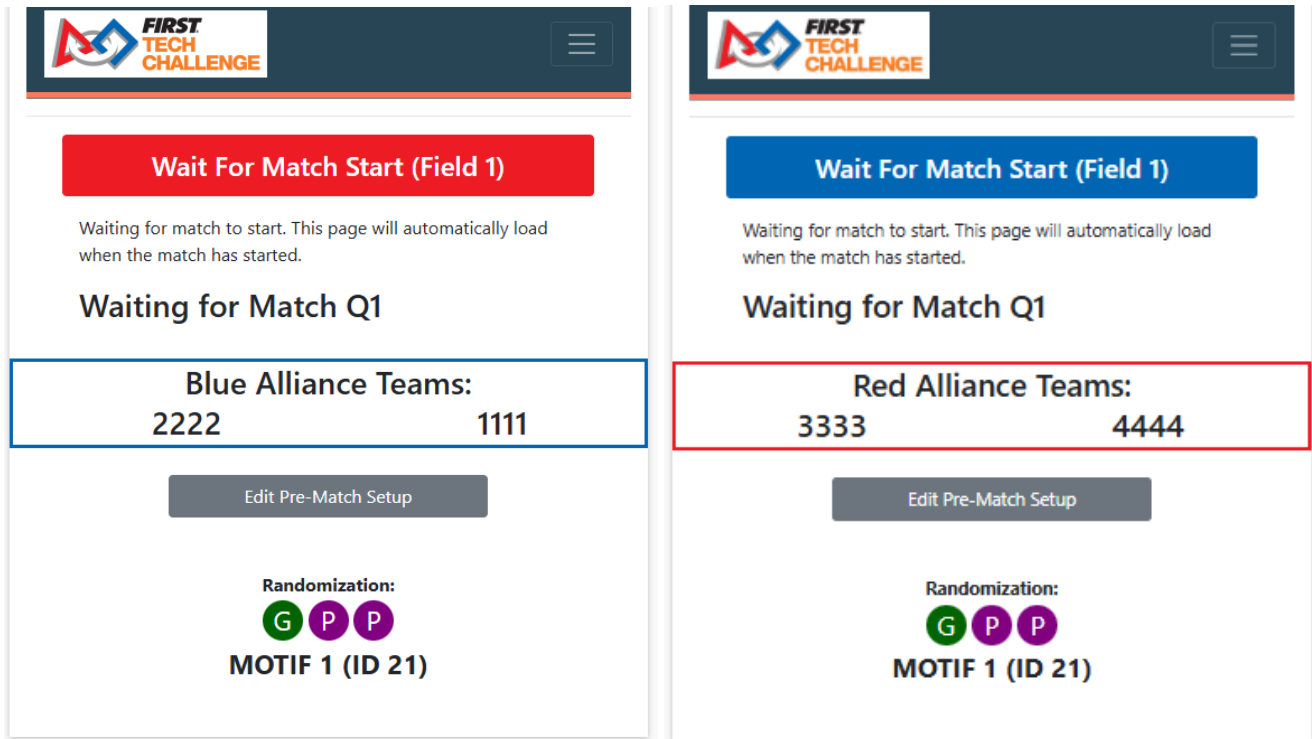 FIRST
TECH
CHALLENGE
Wait For Match Start (Field 1)
Waiting for match to start. This page will automatically load
when the match has started.
Waiting for Match Q1
Blue Alliance Teams:
2222 1111
Edit Pre-Match Setup
Randomization:
G P P
MOTIF 1 (ID 21)
FIRST
TECH
CHALLENGE
Wait For Match Start (Field 1)
Waiting for match to start. This page will automatically load
when the match has started.
Waiting for Match Q1
Red Alliance Teams:
3333 4444
Edit Pre-Match Setup
Randomization:
G P P
MOTIF 1 (ID 21)